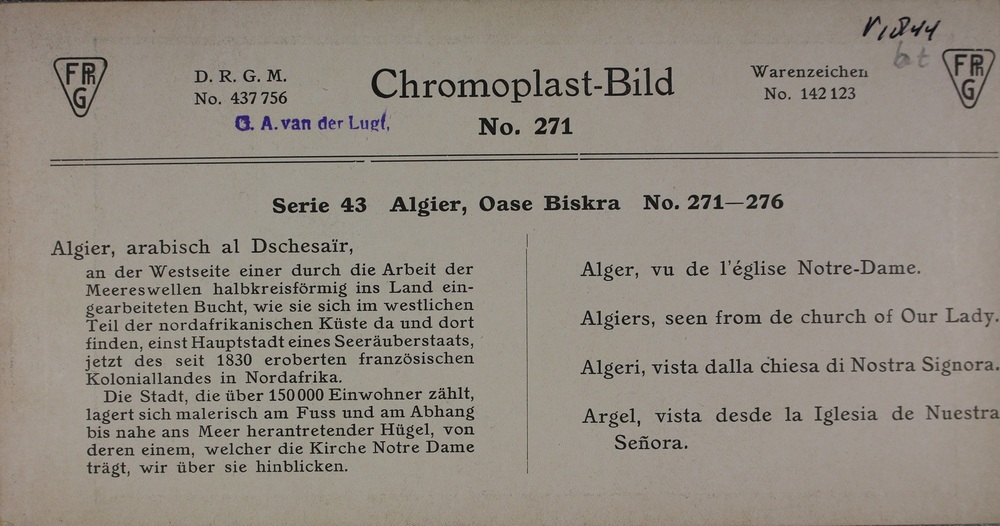 V1844
bt
FPh
G
D. R. G. M.
No. 437 756
G. A. van der Lugt,
Chromoplast-Bild
No. 271
Warenzeichen
No. 142 123
FPh
G
Serie 43 Algier, Oase Biskra No. 271—276
Algier, arabisch al Dschesaïr,
an der Westseite einer durch die Arbeit der
Meereswellen halbkreisförmig ins Land ein-
gearbeiteten Bucht, wie sie sich im westlichen
Teil der nordafrikanischen Küste da und dort
finden, einst Hauptstadt eines Seeräuberstaats,
jetzt des seit 1830 eroberten französischen
Koloniallandes in Nordafrika.
Die Stadt, die über 150 000 Einwohner zählt,
lagert sich malerisch am Fuss und am Abhang
bis nahe ans Meer herantretender Hügel, von
deren einem, welcher die Kirche Notre Dame
trägt, wir über sie hinblicken.
Alger, vu de l'église Notre-Dame.
Algiers, seen from de church of Our Lady.
Algeri, vista dalla chiesa di Nostra Signora.
Argel, vista desde la Iglesia de Nuestra
Señora.